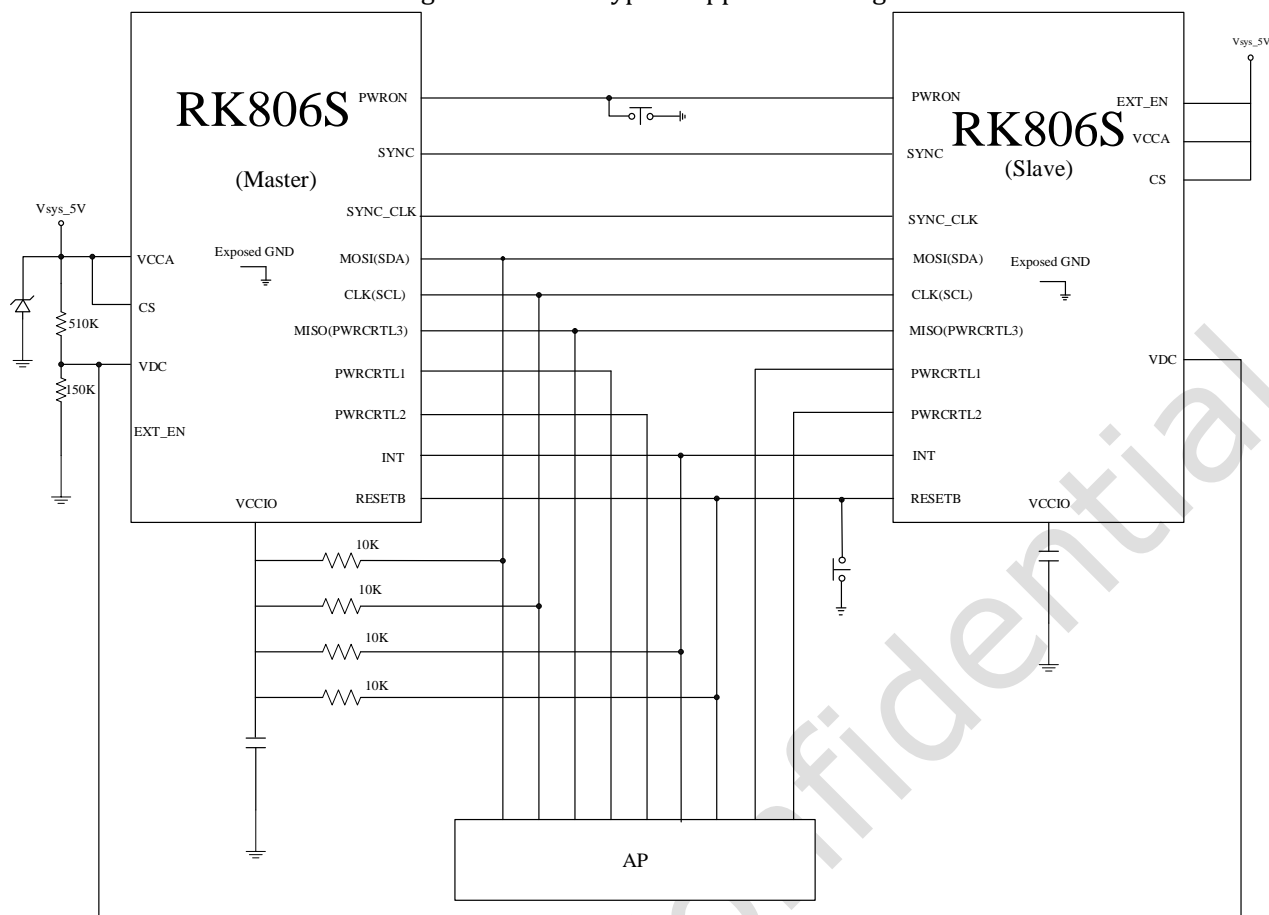 RK806S
(Master)
PWRON
SYNC
SYNC_CLK
MOSI(SDA)
CLK(SCL)
MISO(PWRCRTL3)
PWRCRTL1
PWRCRTL2
INT
RESETB
Vsys_5V
VCCA
CS
510K
VDC
150K
EXT_EN
Exposed GND
VCCIO
10K
10K
10K
10K
RK806S
(Slave)
PWRON
SYNC
SYNC_CLK
MOSI(SDA)
CLK(SCL)
MISO(PWRCRTL3)
PWRCRTL1
PWRCRTL2
INT
RESETB
Vsys_5V
EXT_EN
VCCA
CS
Exposed GND
VDC
VCCIO
AP